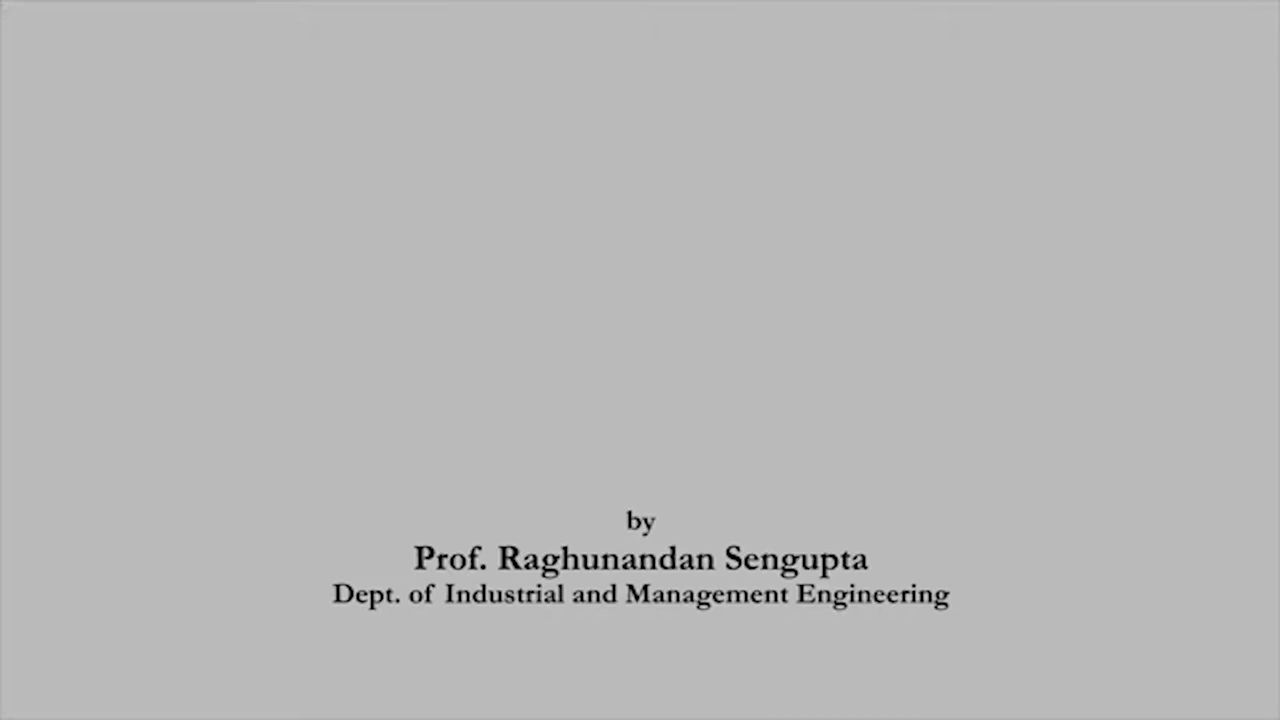 by
Prof. Raghunandan Sengupta
Dept. of Industrial and Management Engineering